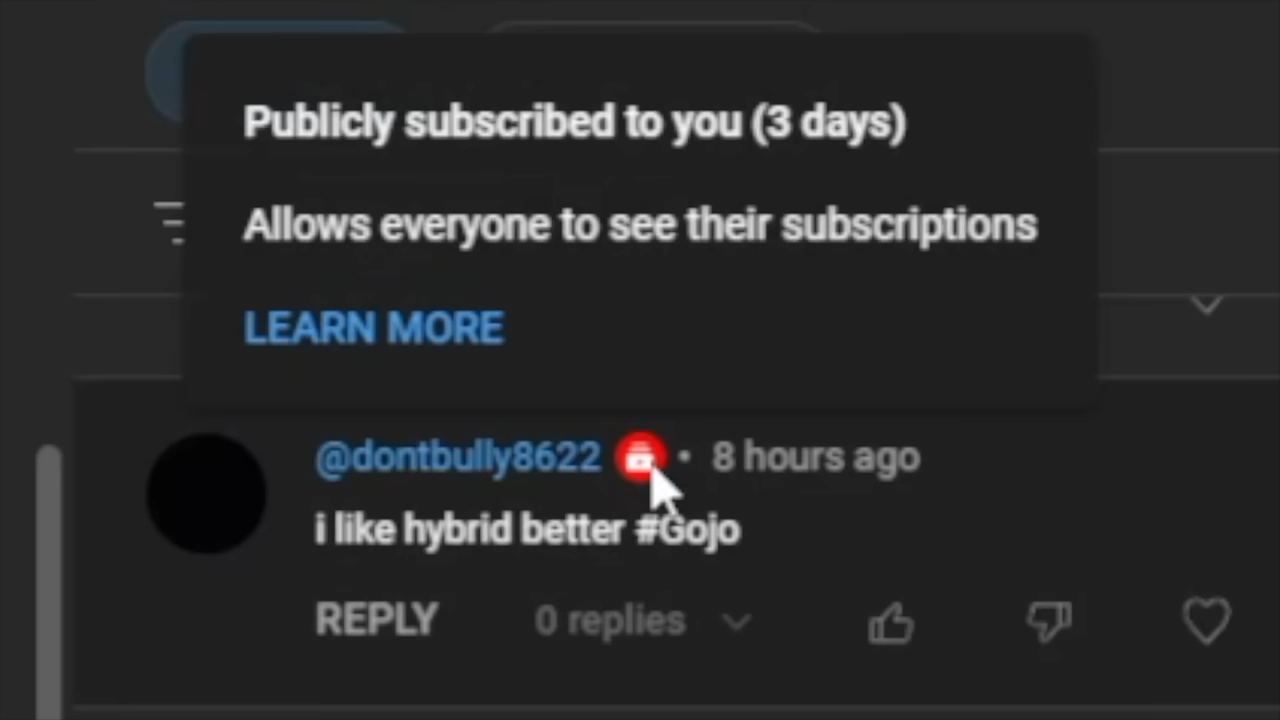 Publicly subscribed to you (3 days)
Allows everyone to see their subscriptions
LEARN MORE
@dontbully8622 • 8 hours ago
i like hybrid better #Gojo
REPLY 0 replies